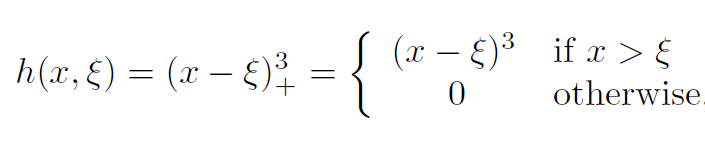 h(x, ξ) = (x − ξ)³₊ = { (x − ξ)³ if x > ξ
0 otherwise.